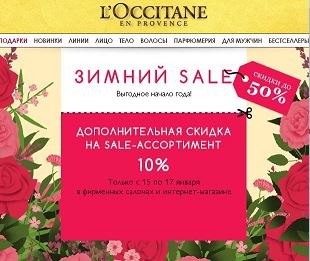 L'OCCITANE
EN PROVENCE
ПОДАРКИ НОВИНКИ ЛИНИИ ЛИЦО ТЕЛО ВОЛОСЫ ПАРФЮМЕРИЯ ДЛЯ МУЖЧИН БЕСТСЕЛЛЕРЫ
ЗИМНИЙ SALE
Выгодное начало года!
СКИДКИ ДО
50%
ДОПОЛНИТЕЛЬНАЯ СКИДКА
НА SALE-АССОРТИМЕНТ
10%
Только с 15 по 17 января
в фирменных салонах и интернет-магазине